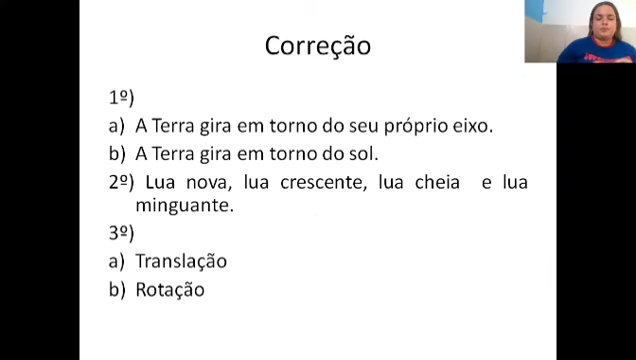 Correção
1º)
a) A Terra gira em torno do seu próprio eixo.
b) A Terra gira em torno do sol.
2º) Lua nova, lua crescente, lua cheia e lua
minguante.
3º)
a) Translação
b) Rotação